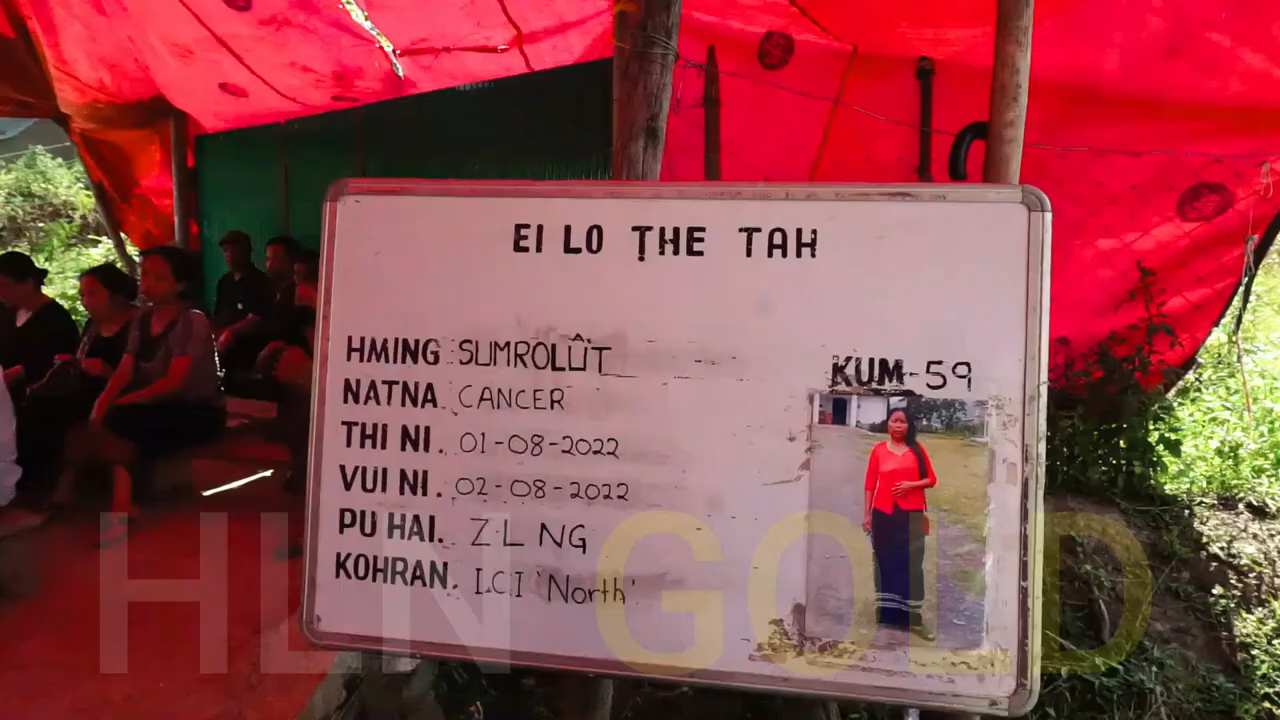 EI LO ṬHE TAH
HMING : SUMROLÛT
KUM - 59
NATNA : CANCER
THI NI . 01-08-2022
VUI NI . 02-08-2022
PU HAI. Z.L NG
KOHRAN. I.C.I 'North'
HLN GOLD